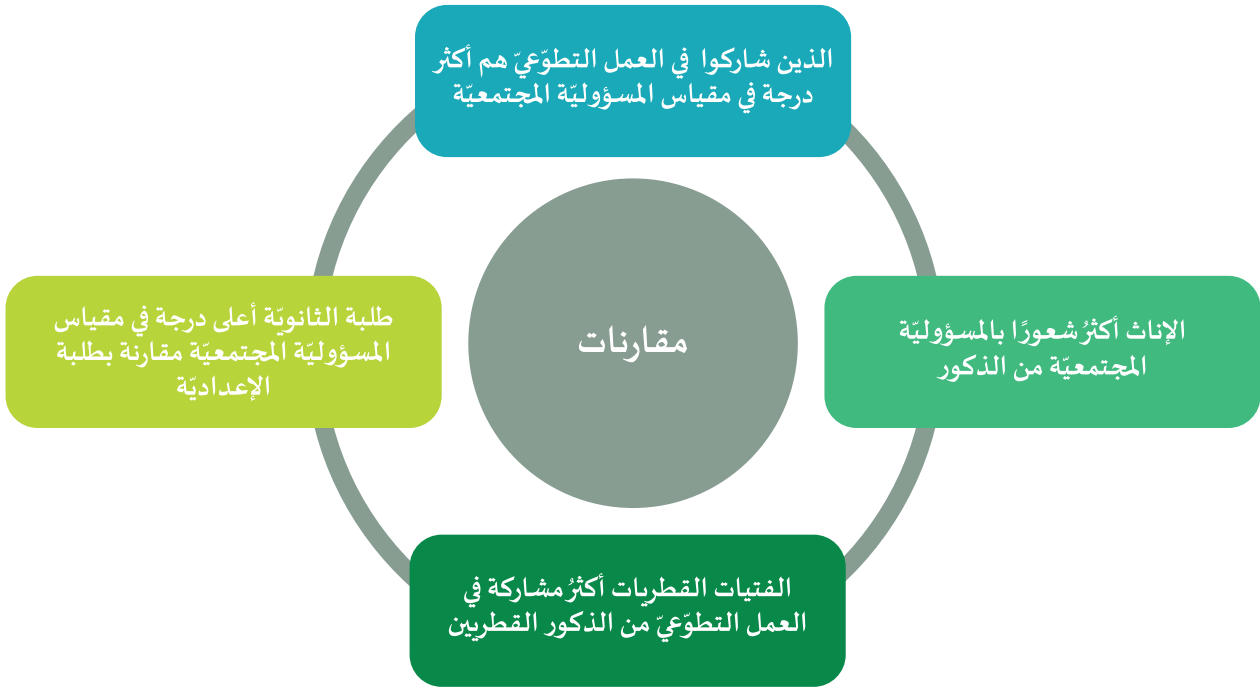 الذين شاركوا في العمل التطوّعيّ هم أكثر
درجة في مقياس المسؤوليّة المجتمعيّة
الإناث أكثرُ شعورًا بالمسؤوليّة
المجتمعيّة من الذكور
مقارنات
طلبة الثانويّة أعلى درجة في مقياس
المسؤوليّة المجتمعيّة مقارنة بطلبة
الإعداديّة
الفتيات القطريات أكثرُ مشاركة في
العمل التطوّعيّ من الذكور القطريين